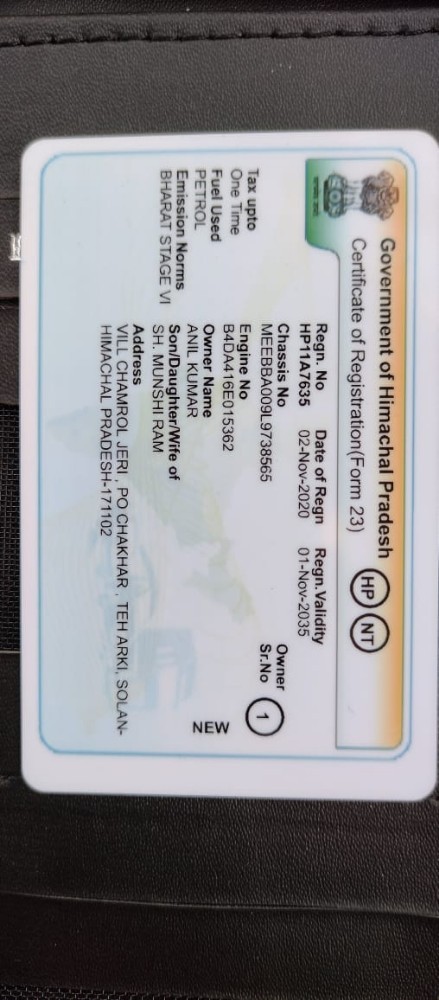 Government of Himachal Pradesh
Certificate of Registration(Form 23)
HP NT
Regn. No Date of Regn Regn.Validity
HP11A7635 02-Nov-2020 01-Nov-2035
Chassis No
MEEBBA009L9738565
Engine No
B4DA416E015362
Owner Name
ANIL KUMAR
Son/Daughter/Wife of
SH. MUNSHI RAM
Address
VILL CHAMROL JERI , PO CHAKHAR , TEH ARKI, SOLAN-
HIMACHAL PRADESH-171102
Owner
Sr.No 1
NEW
Tax upto
One Time
Fuel Used
PETROL
Emission Norms
BHARAT STAGE VI